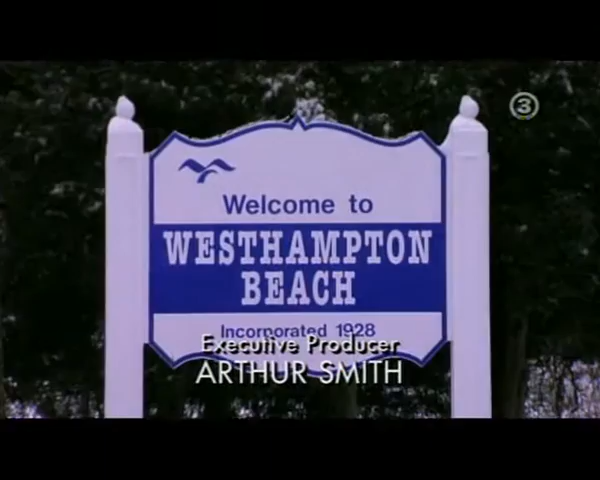 3
Welcome to
WESTHAMPTON
BEACH
Incorporated 1928
Executive Producer
ARTHUR SMITH